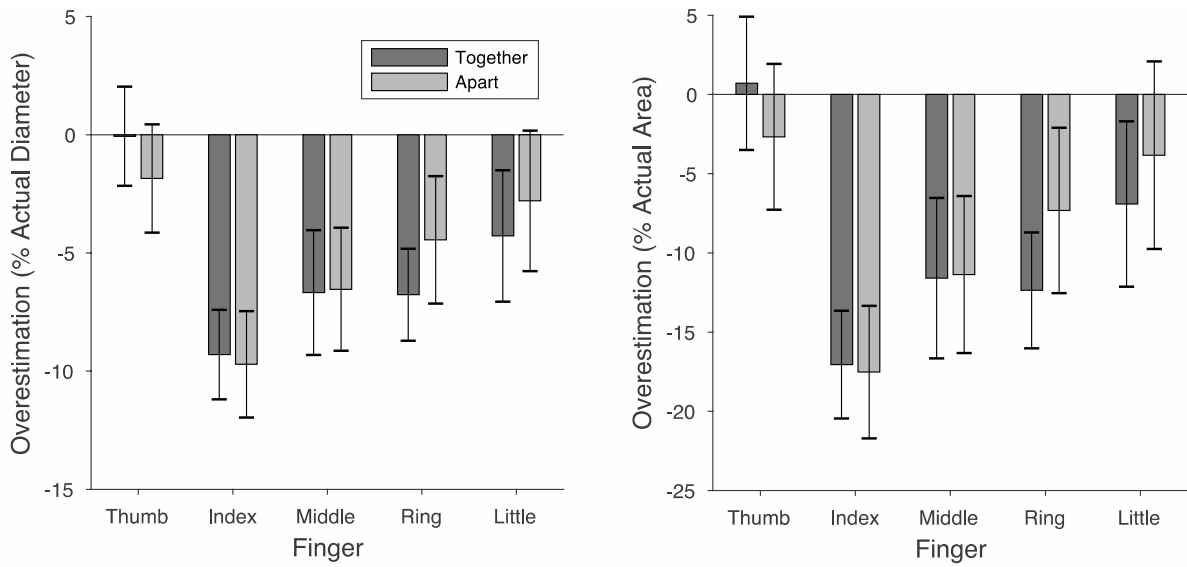 Overestimation (% Actual Diameter)
5
0
-5
-10
-15
Together
Apart
Thumb Index Middle Ring Little
Finger
Overestimation (% Actual Area)
5
0
-5
-10
-15
-20
-25
Thumb Index Middle Ring Little
Finger